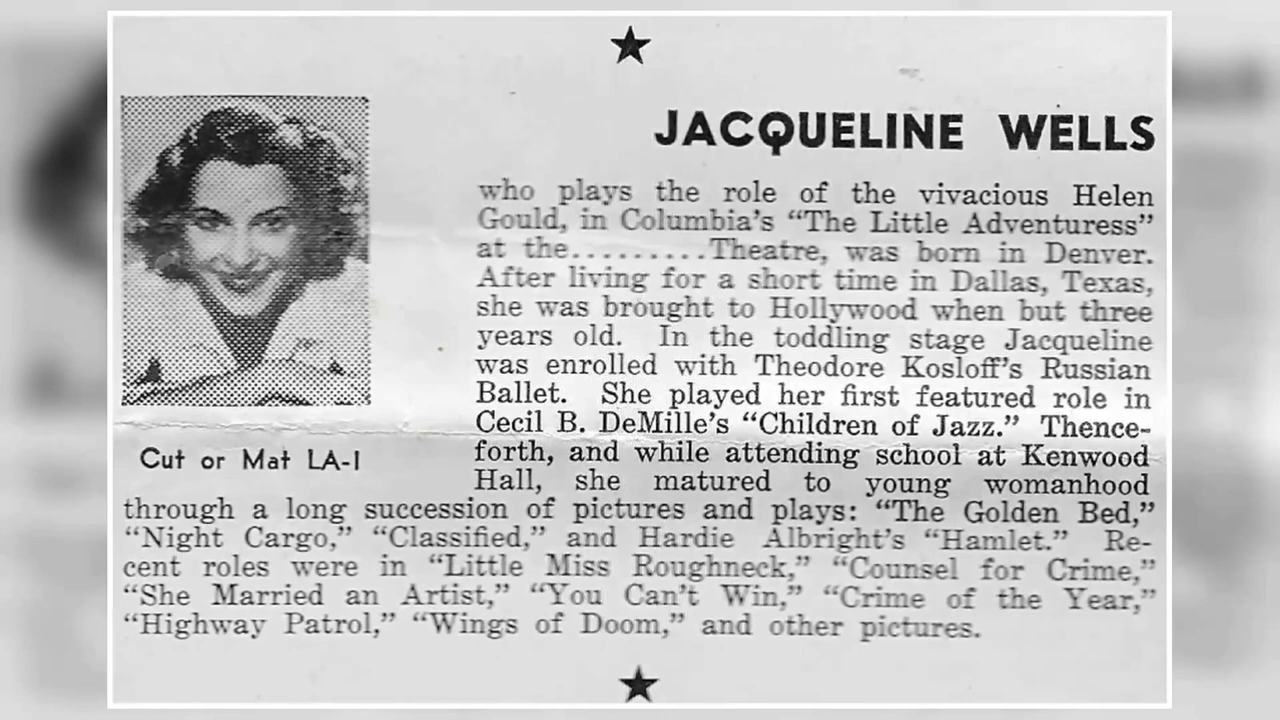 JACQUELINE WELLS
who plays the role of the vivacious Helen
Gould, in Columbia's "The Little Adventuress"
at the.........Theatre, was born in Denver.
After living for a short time in Dallas, Texas,
she was brought to Hollywood when but three
years old. In the toddling stage Jacqueline
was enrolled with Theodore Kosloff's Russian
Ballet. She played her first featured role in
Cecil B. DeMille's "Children of Jazz." Thence-
forth, and while attending school at Kenwood
Hall, she matured to young womanhood
through a long succession of pictures and plays: "The Golden Bed,"
"Night Cargo," "Classified," and Hardie Albright's "Hamlet." Re-
cent roles were in "Little Miss Roughneck," "Counsel for Crime,"
"She Married an Artist," "You Can't Win," "Crime of the Year,"
"Highway Patrol," "Wings of Doom," and other pictures.
Cut or Mat LA-1